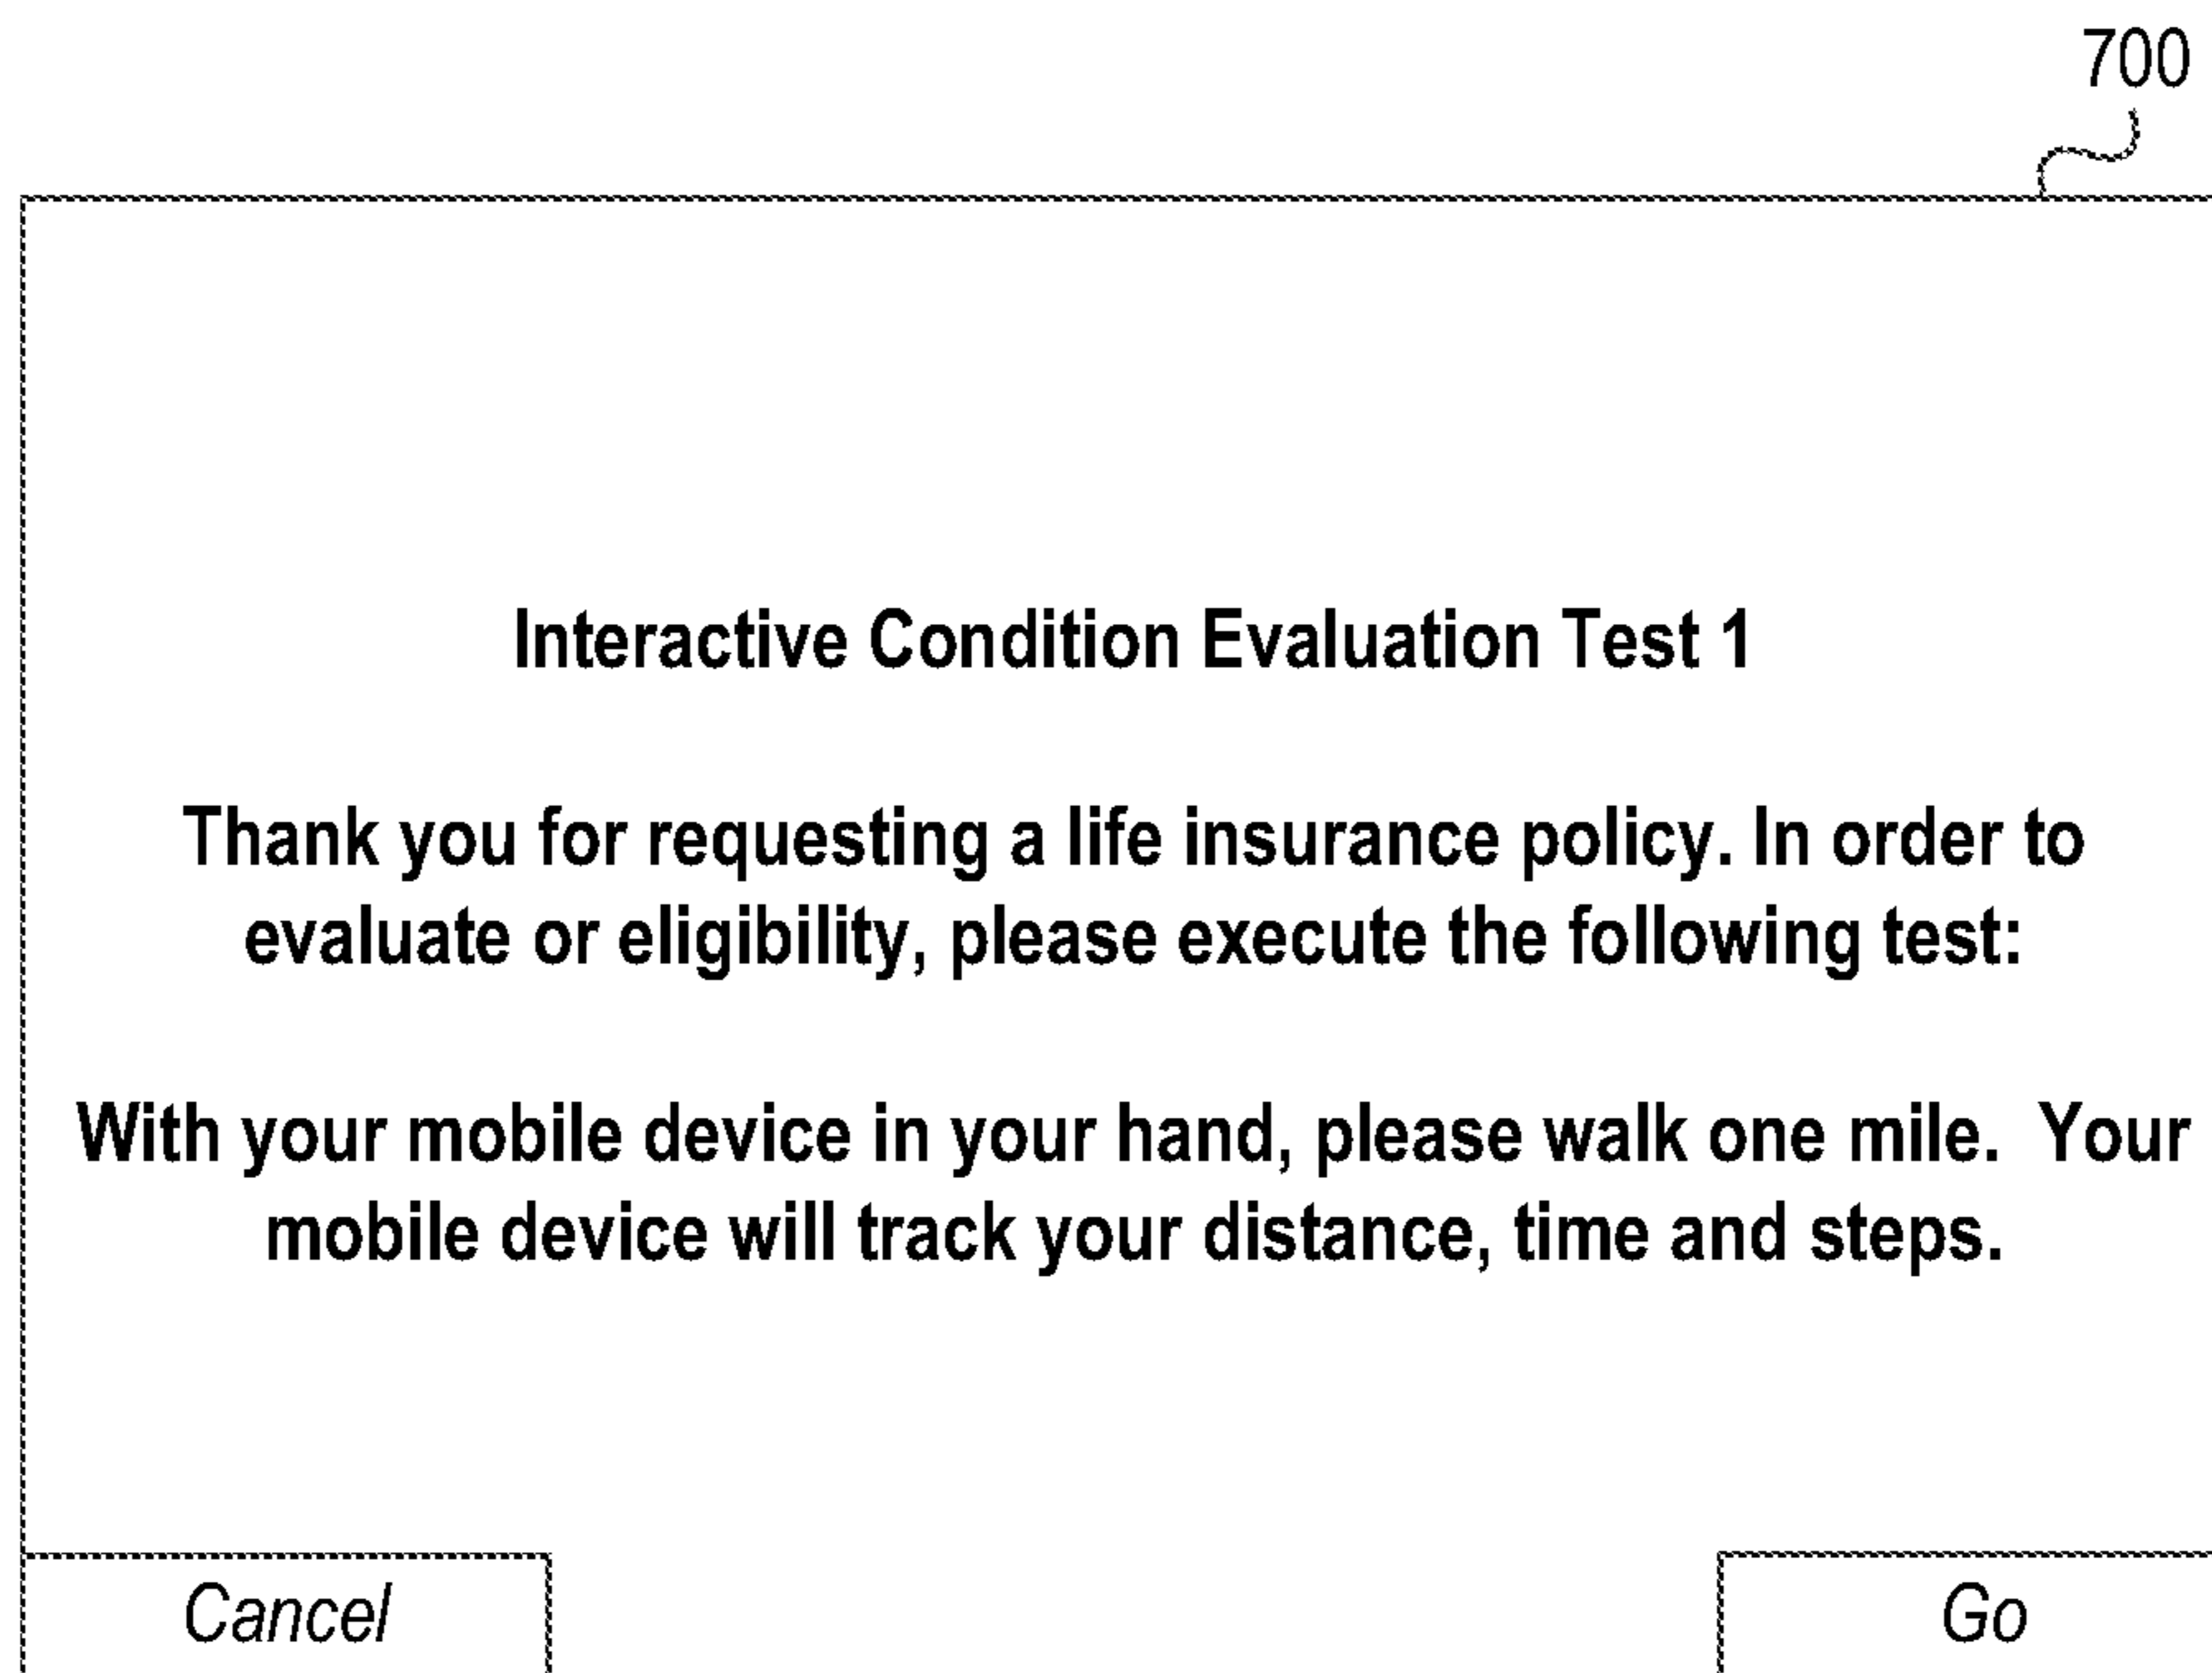 700
Interactive Condition Evaluation Test 1
Thank you for requesting a life insurance policy. In order to
evaluate or eligibility, please execute the following test:
With your mobile device in your hand, please walk one mile.  Your
mobile device will track your distance, time and steps.
Cancel
Go